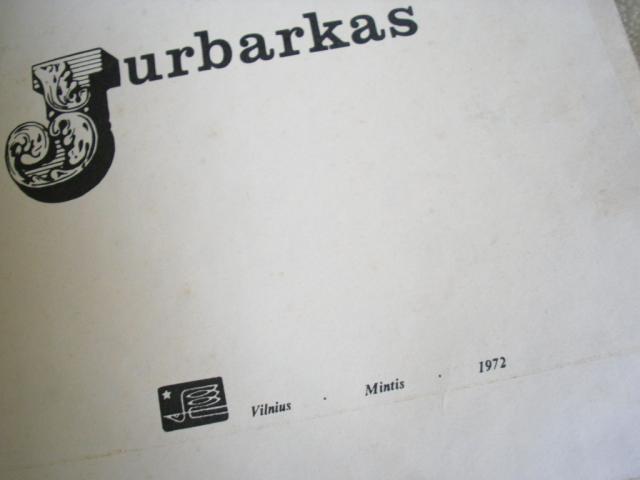 Jurbarkas
Vilnius · Mintis · 1972